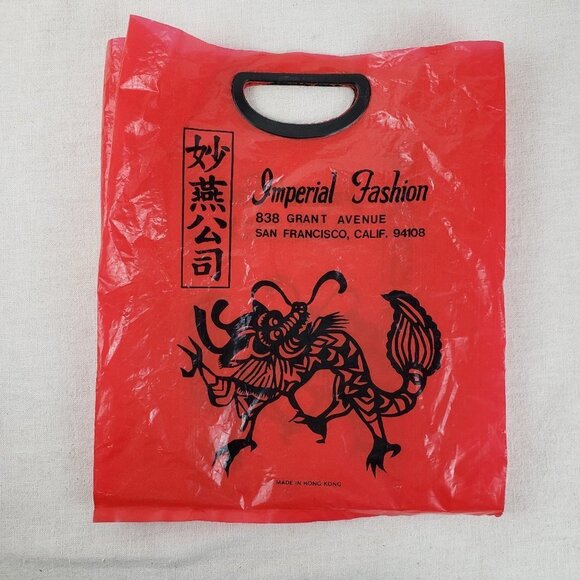 妙燕公司
Imperial Fashion
838 GRANT AVENUE
SAN FRANCISCO, CALIF. 94108
MADE IN HONG KONG